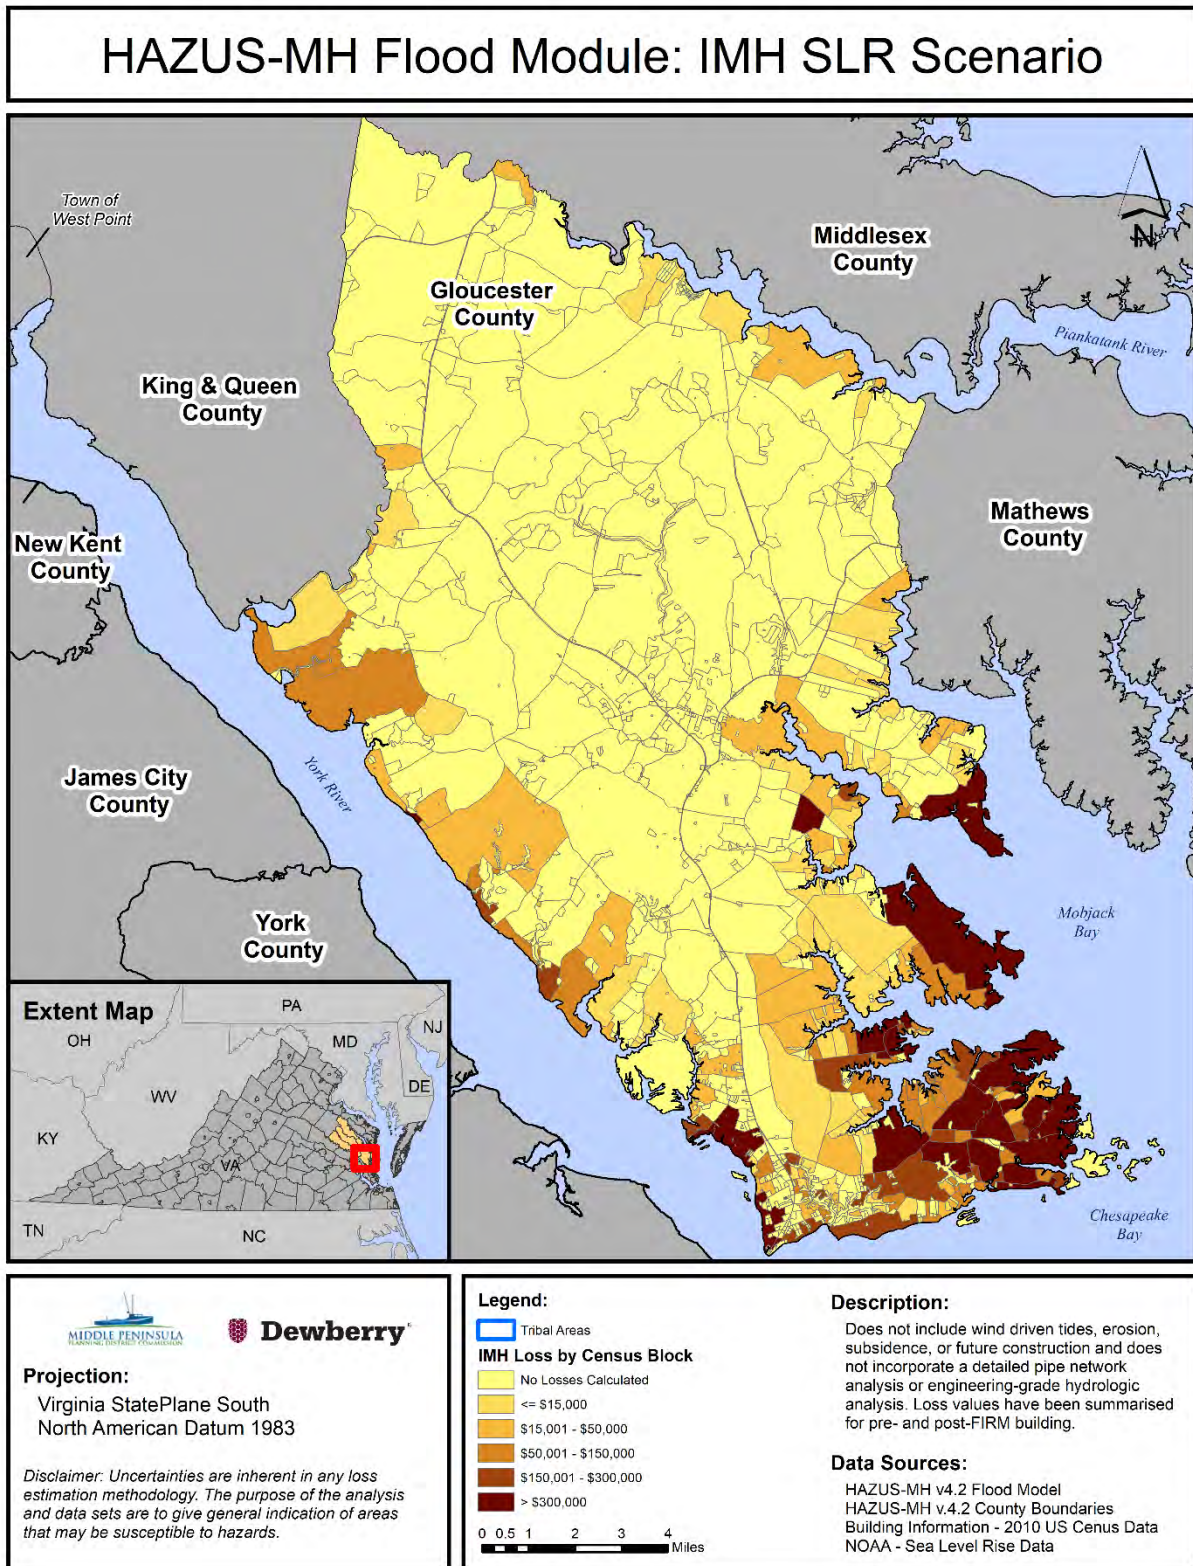 HAZUS-MH Flood Module: IMH SLR Scenario
Town of
West Point
Middlesex
County
N
Gloucester
County
Piankatank River
King & Queen
County
Mathews
County
New Kent
County
James City
County
York River
York
County
Mobjack
Bay
Chesapeake
Bay
Extent Map
PA
OH
MD
NJ
WV
DE
KY
VA
TN
NC
MIDDLE PENINSULA
PLANNING DISTRICT COMMISSION
Dewberry
Projection:
Virginia StatePlane South
North American Datum 1983
Disclaimer: Uncertainties are inherent in any loss
estimation methodology. The purpose of the analysis
and data sets are to give general indication of areas
that may be susceptible to hazards.
Legend:
Tribal Areas
IMH Loss by Census Block
No Losses Calculated
<= $15,000
$15,001 - $50,000
$50,001 - $150,000
$150,001 - $300,000
> $300,000
0 0.5 1 2 3 4
Miles
Description:
Does not include wind driven tides, erosion,
subsidence, or future construction and does
not incorporate a detailed pipe network
analysis or engineering-grade hydrologic
analysis. Loss values have been summarised
for pre- and post-FIRM building.
Data Sources:
HAZUS-MH v4.2 Flood Model
HAZUS-MH v.4.2 County Boundaries
Building Information - 2010 US Cenus Data
NOAA - Sea Level Rise Data